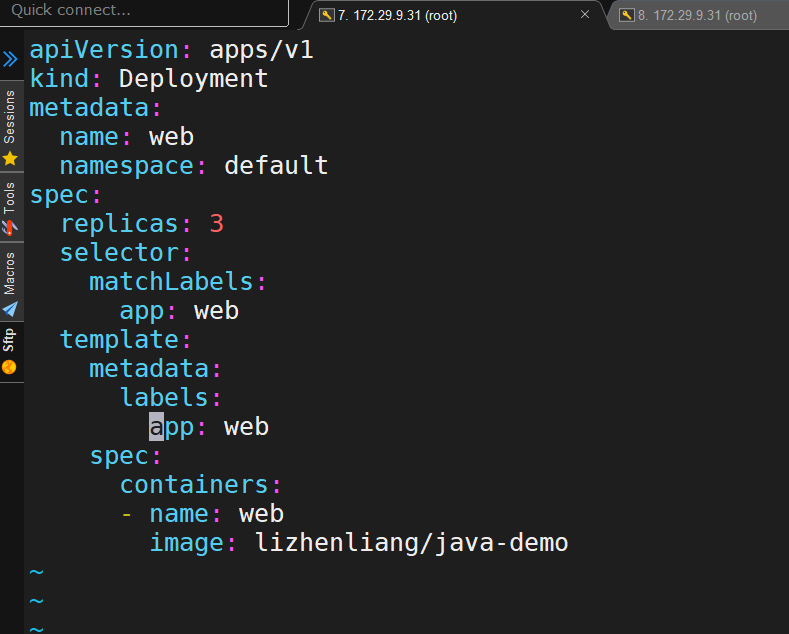 Quick connect...
7. 172.29.9.31 (root)
8. 172.29.9.31 (root)
Sessions
Tools
Macros
Sftp
apiVersion: apps/v1
kind: Deployment
metadata:
  name: web
  namespace: default
spec:
  replicas: 3
  selector:
    matchLabels:
      app: web
  template:
    metadata:
      labels:
        app: web
    spec:
      containers:
      - name: web
        image: lizhenliang/java-demo
~
~
~